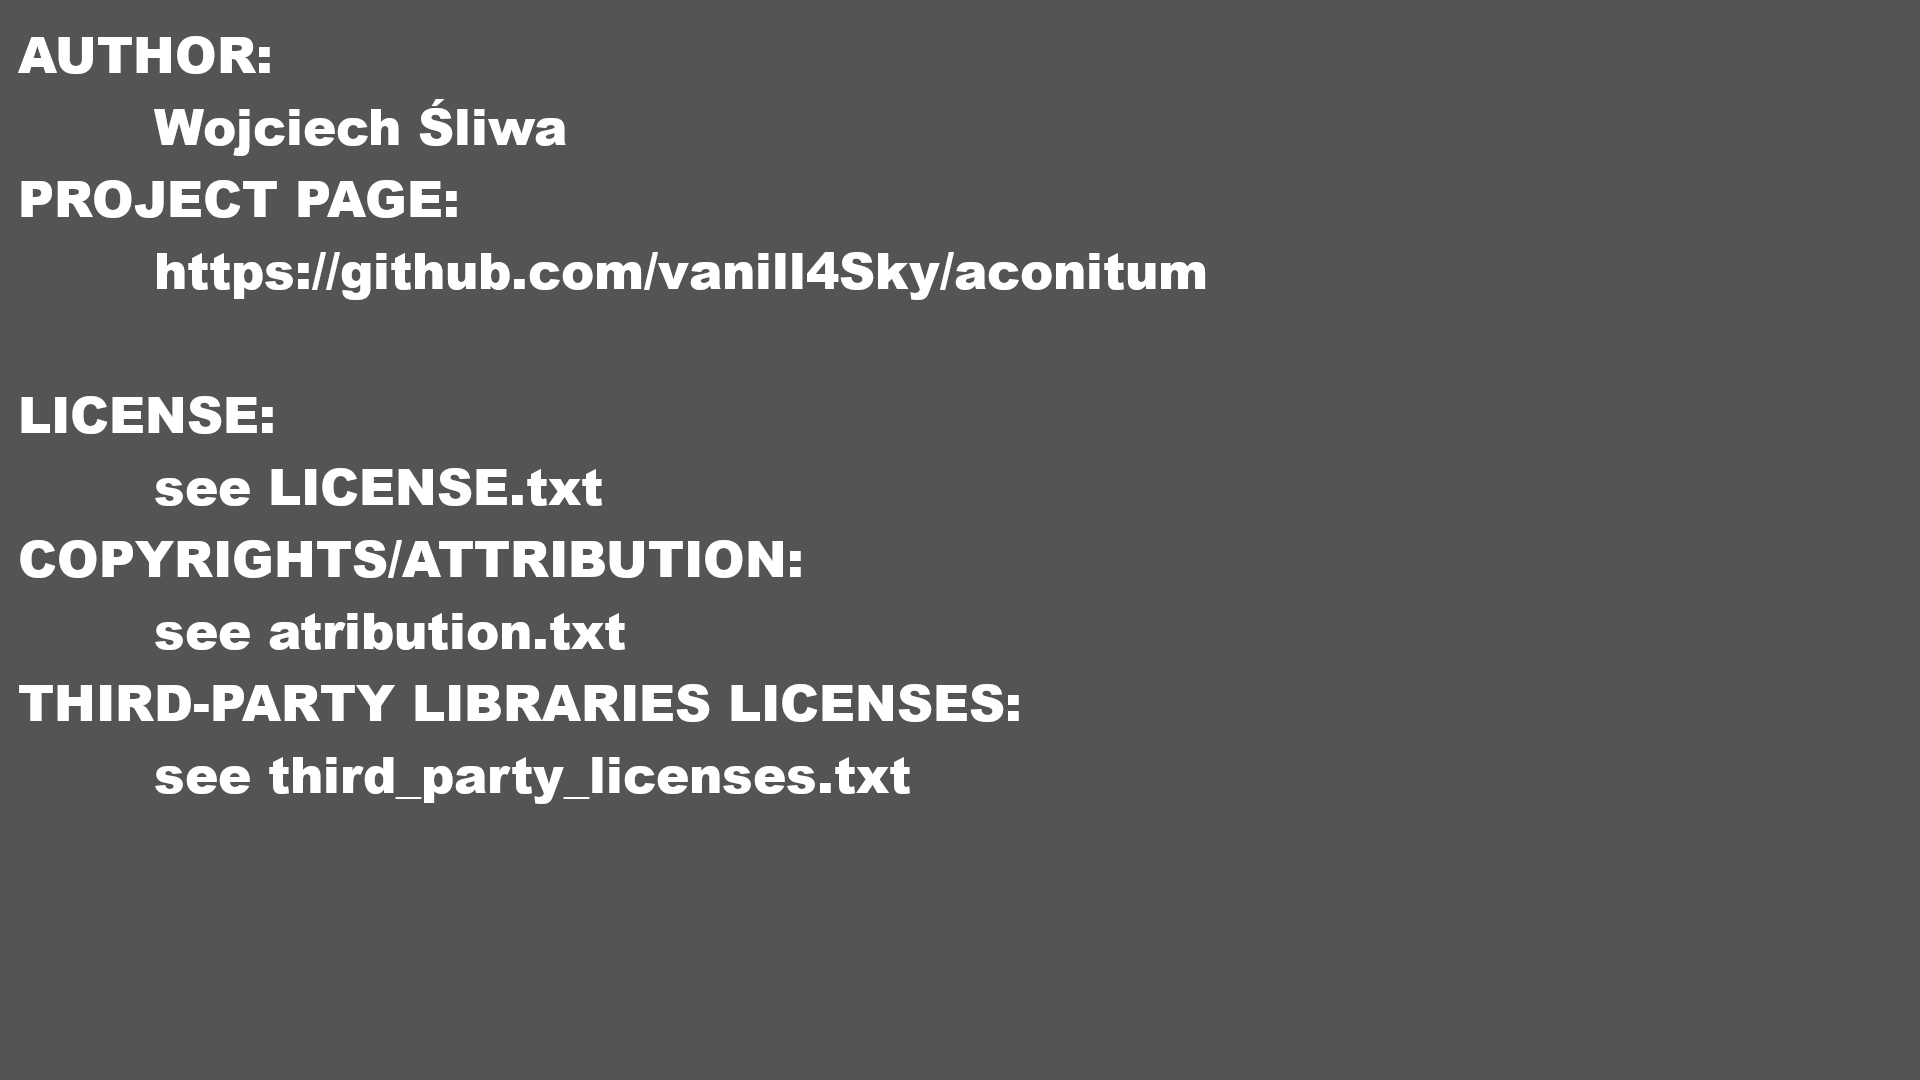 AUTHOR:
Wojciech Śliwa
PROJECT PAGE:
https://github.com/vanill4Sky/aconitum
LICENSE:
see LICENSE.txt
COPYRIGHTS/ATTRIBUTION:
see atribution.txt
THIRD-PARTY LIBRARIES LICENSES:
see third_party_licenses.txt